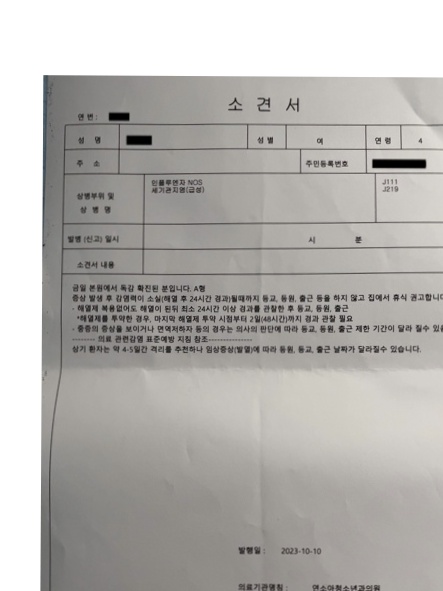 소 견 서
연 번 :
성 명 성 별 여 연 령 4
주 소 주민등록번호
상병부위 및
상 병 명
인플루엔자 NOS J111
세기관지염(급성) J219
발병 (신고) 일시 시 분
소견서 내용
금일 본원에서 독감 확진된 분입니다. A형
증상 발생 후 감염력이 소실(해열 후 24시간 경과)될때까지 등교, 등원, 출근 등을 하지 않고 집에서 휴식 권고합니
- 해열제 복용없어도 해열이 된뒤 최소 24시간 이상 경과를 관찰한 후 등교, 등원, 출근
*해열제를 투약한 경우, 마지막 해열제 투약 시점부터 2일(48시간)까지 경과 관찰 필요
- 중증의 증상을 보이거나 면역저하자 등의 경우는 의사의 판단에 따라 등교, 등원, 출근 제한 기간이 달라 질수 있
-------- 의료 관련감염 표준예방 지침 참조---------------
상기 환자는 약 4-5일간 격리를 추천하나 임상증상(발열)에 따라 등원, 등교, 출근 날짜가 달라질수 있습니다.
발행일 : 2023-10-10
의료기관명칭 : 연소아청소년과의원